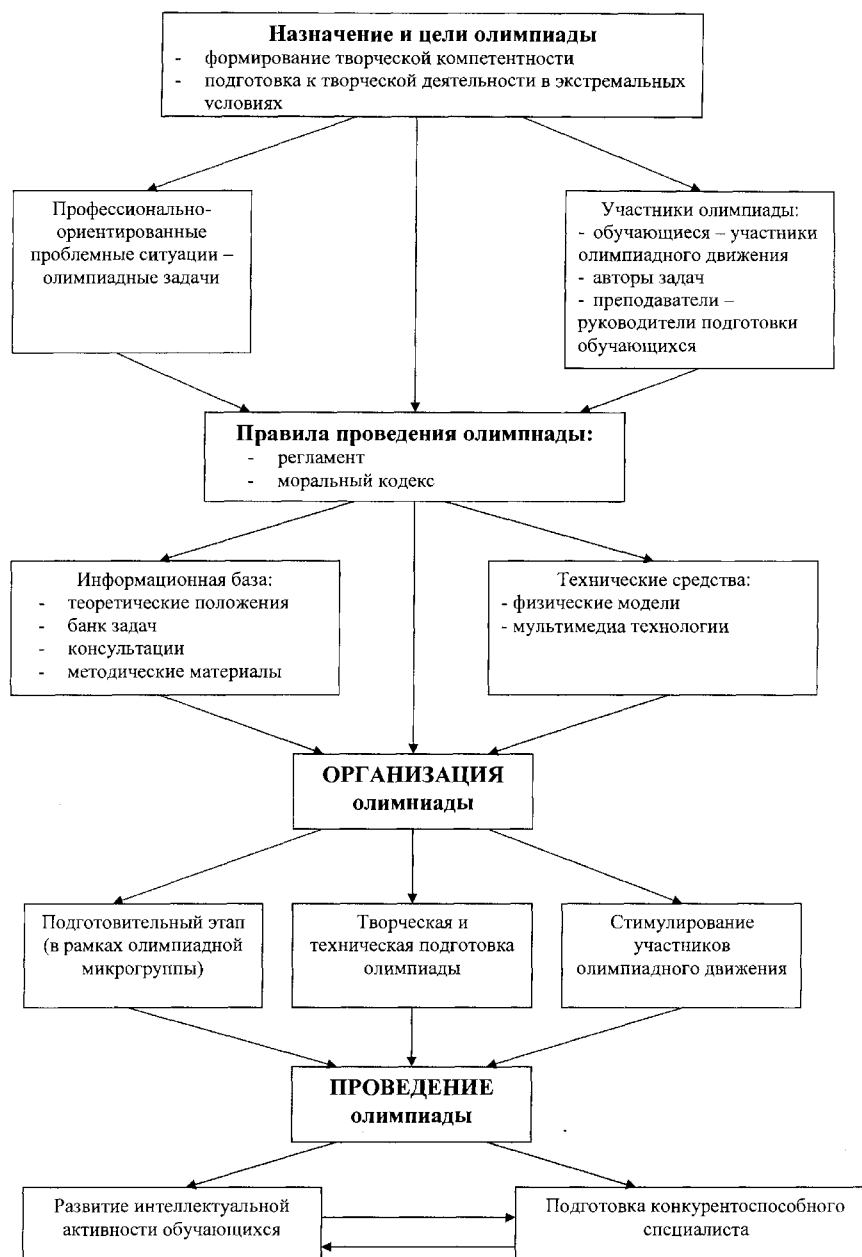 Назначение и цели олимпиады
- формирование творческой компетентности
- подготовка к творческой деятельности в экстремальных
условиях
Профессионально-
ориентированные
проблемные ситуации –
олимпиадные задачи
Участники олимпиады:
- обучающиеся – участники
олимпиадного движения
- авторы задач
- преподаватели –
руководители подготовки
обучающихся
Правила проведения олимпнады:
- регламент
- моральный кодекс
Информационная база:
- теоретические положения
- банк задач
- консультации
- методические материалы
Технические средства:
- физические модели
- мультимедиа технологии
ОРГАНИЗАЦИЯ
олимниады
Подготовительный этап
(в рамках олимпиадной
микрогруппы)
Творческая и
техническая подготовка
олимпиады
Стимулирование
участников
олимпиадного движения
ПРОВЕДЕНИЕ
олимпиады
Развитие интеллектуальной
активности обучающихся
Подготовка конкурентоспособного
специалиста